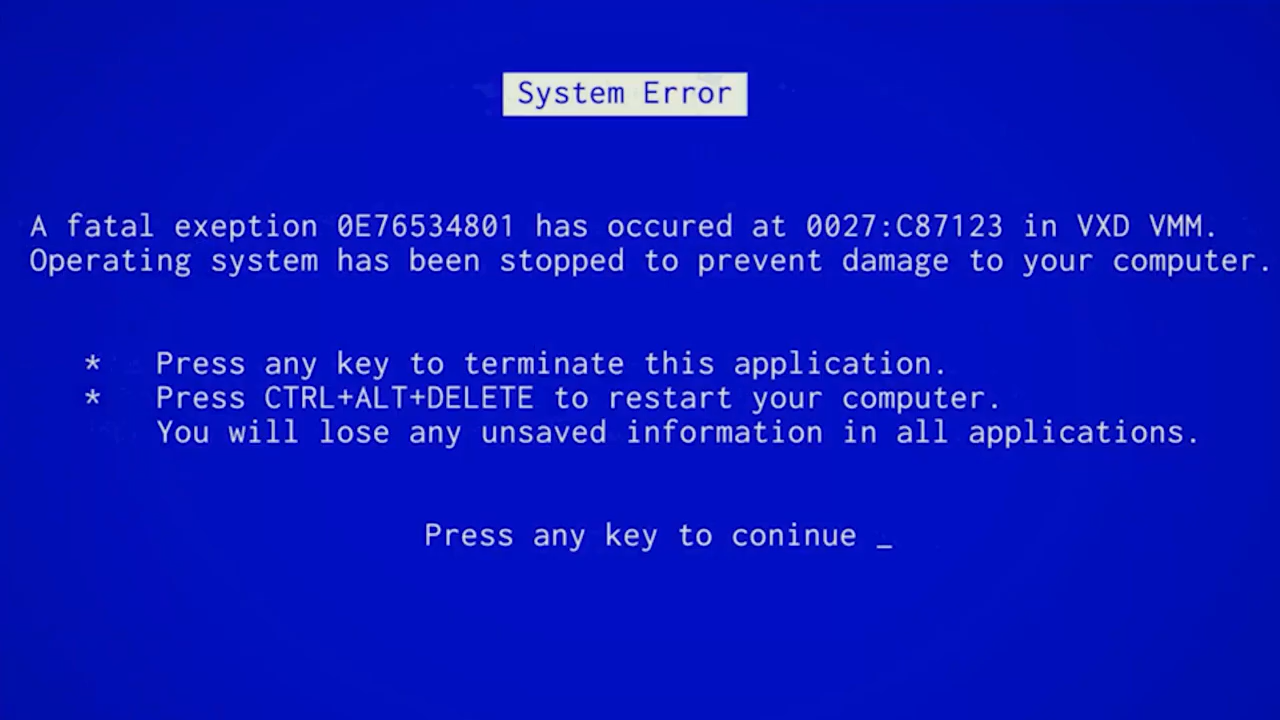 System Error
A fatal exeption 0E76534801 has occured at 0027:C87123 in VXD VMM.
Operating system has been stopped to prevent damage to your computer.
* Press any key to terminate this application.
* Press CTRL+ALT+DELETE to restart your computer.
You will lose any unsaved information in all applications.
Press any key to coninue _